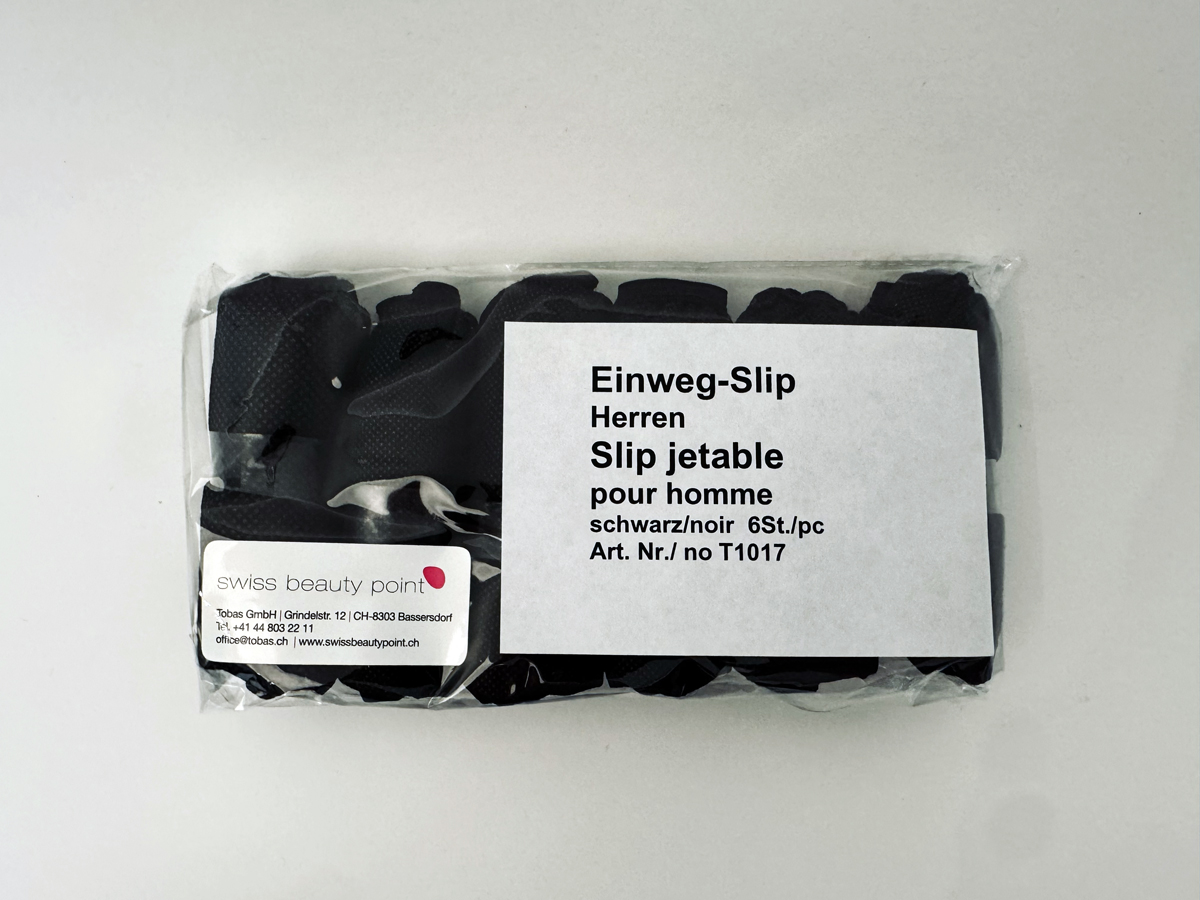 Einweg-Slip
Herren
Slip jetable
pour homme
schwarz/noir 6St./pc
Art. Nr./ no T1017
swiss beauty point
Tobas GmbH | Grindelstr. 12 | CH-8303 Bassersdorf
Tel. +41 44 803 22 11
office@tobas.ch | www.swissbeautypoint.ch